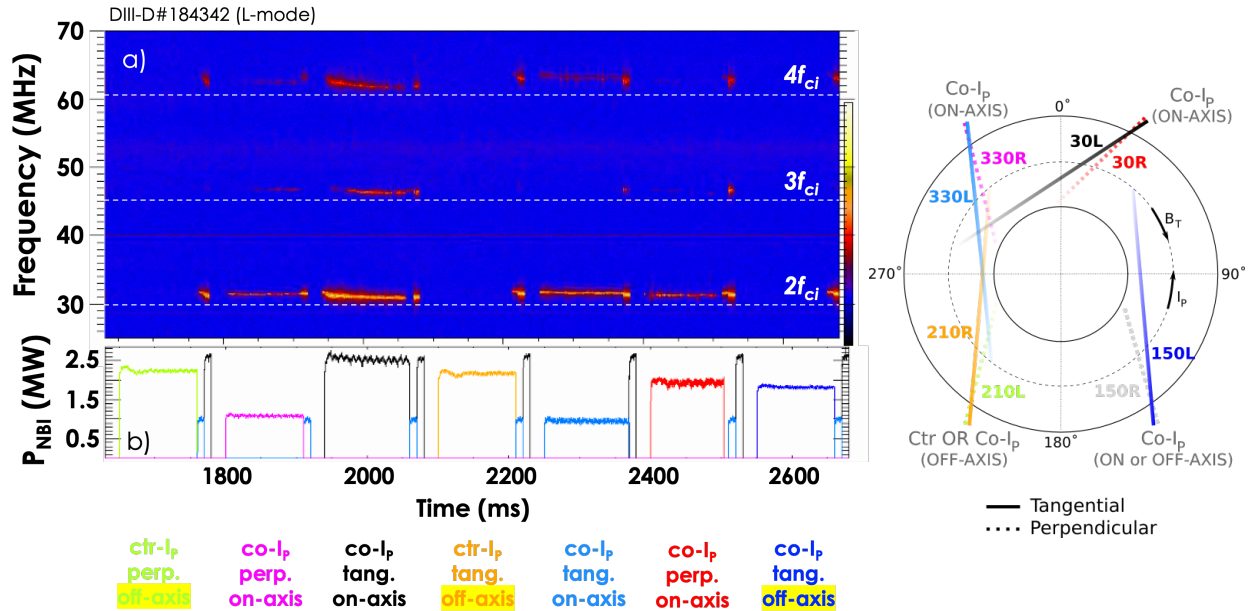 DIII-D#184342 (L-mode)
70
60
50
40
30
Frequency (MHz)
a)
4fci
3fci
2fci
2.5
1.5
0.5
PNBI (MW)
b)
1800
2000
2200
2400
2600
Time (ms)
ctr-IP
perp.
off-axis
co-IP
perp.
on-axis
co-IP
tang.
on-axis
ctr-IP
tang.
off-axis
co-IP
tang.
on-axis
co-IP
perp.
on-axis
co-IP
tang.
off-axis
Co-IP
(ON-AXIS)
0°
Co-IP
(ON-AXIS)
330R
30L
30R
330L
BT
270°
90°
IP
210R
150L
210L
150R
Ctr OR Co-IP
(OFF-AXIS)
180°
Co-IP
(ON or OFF-AXIS)
Tangential
Perpendicular